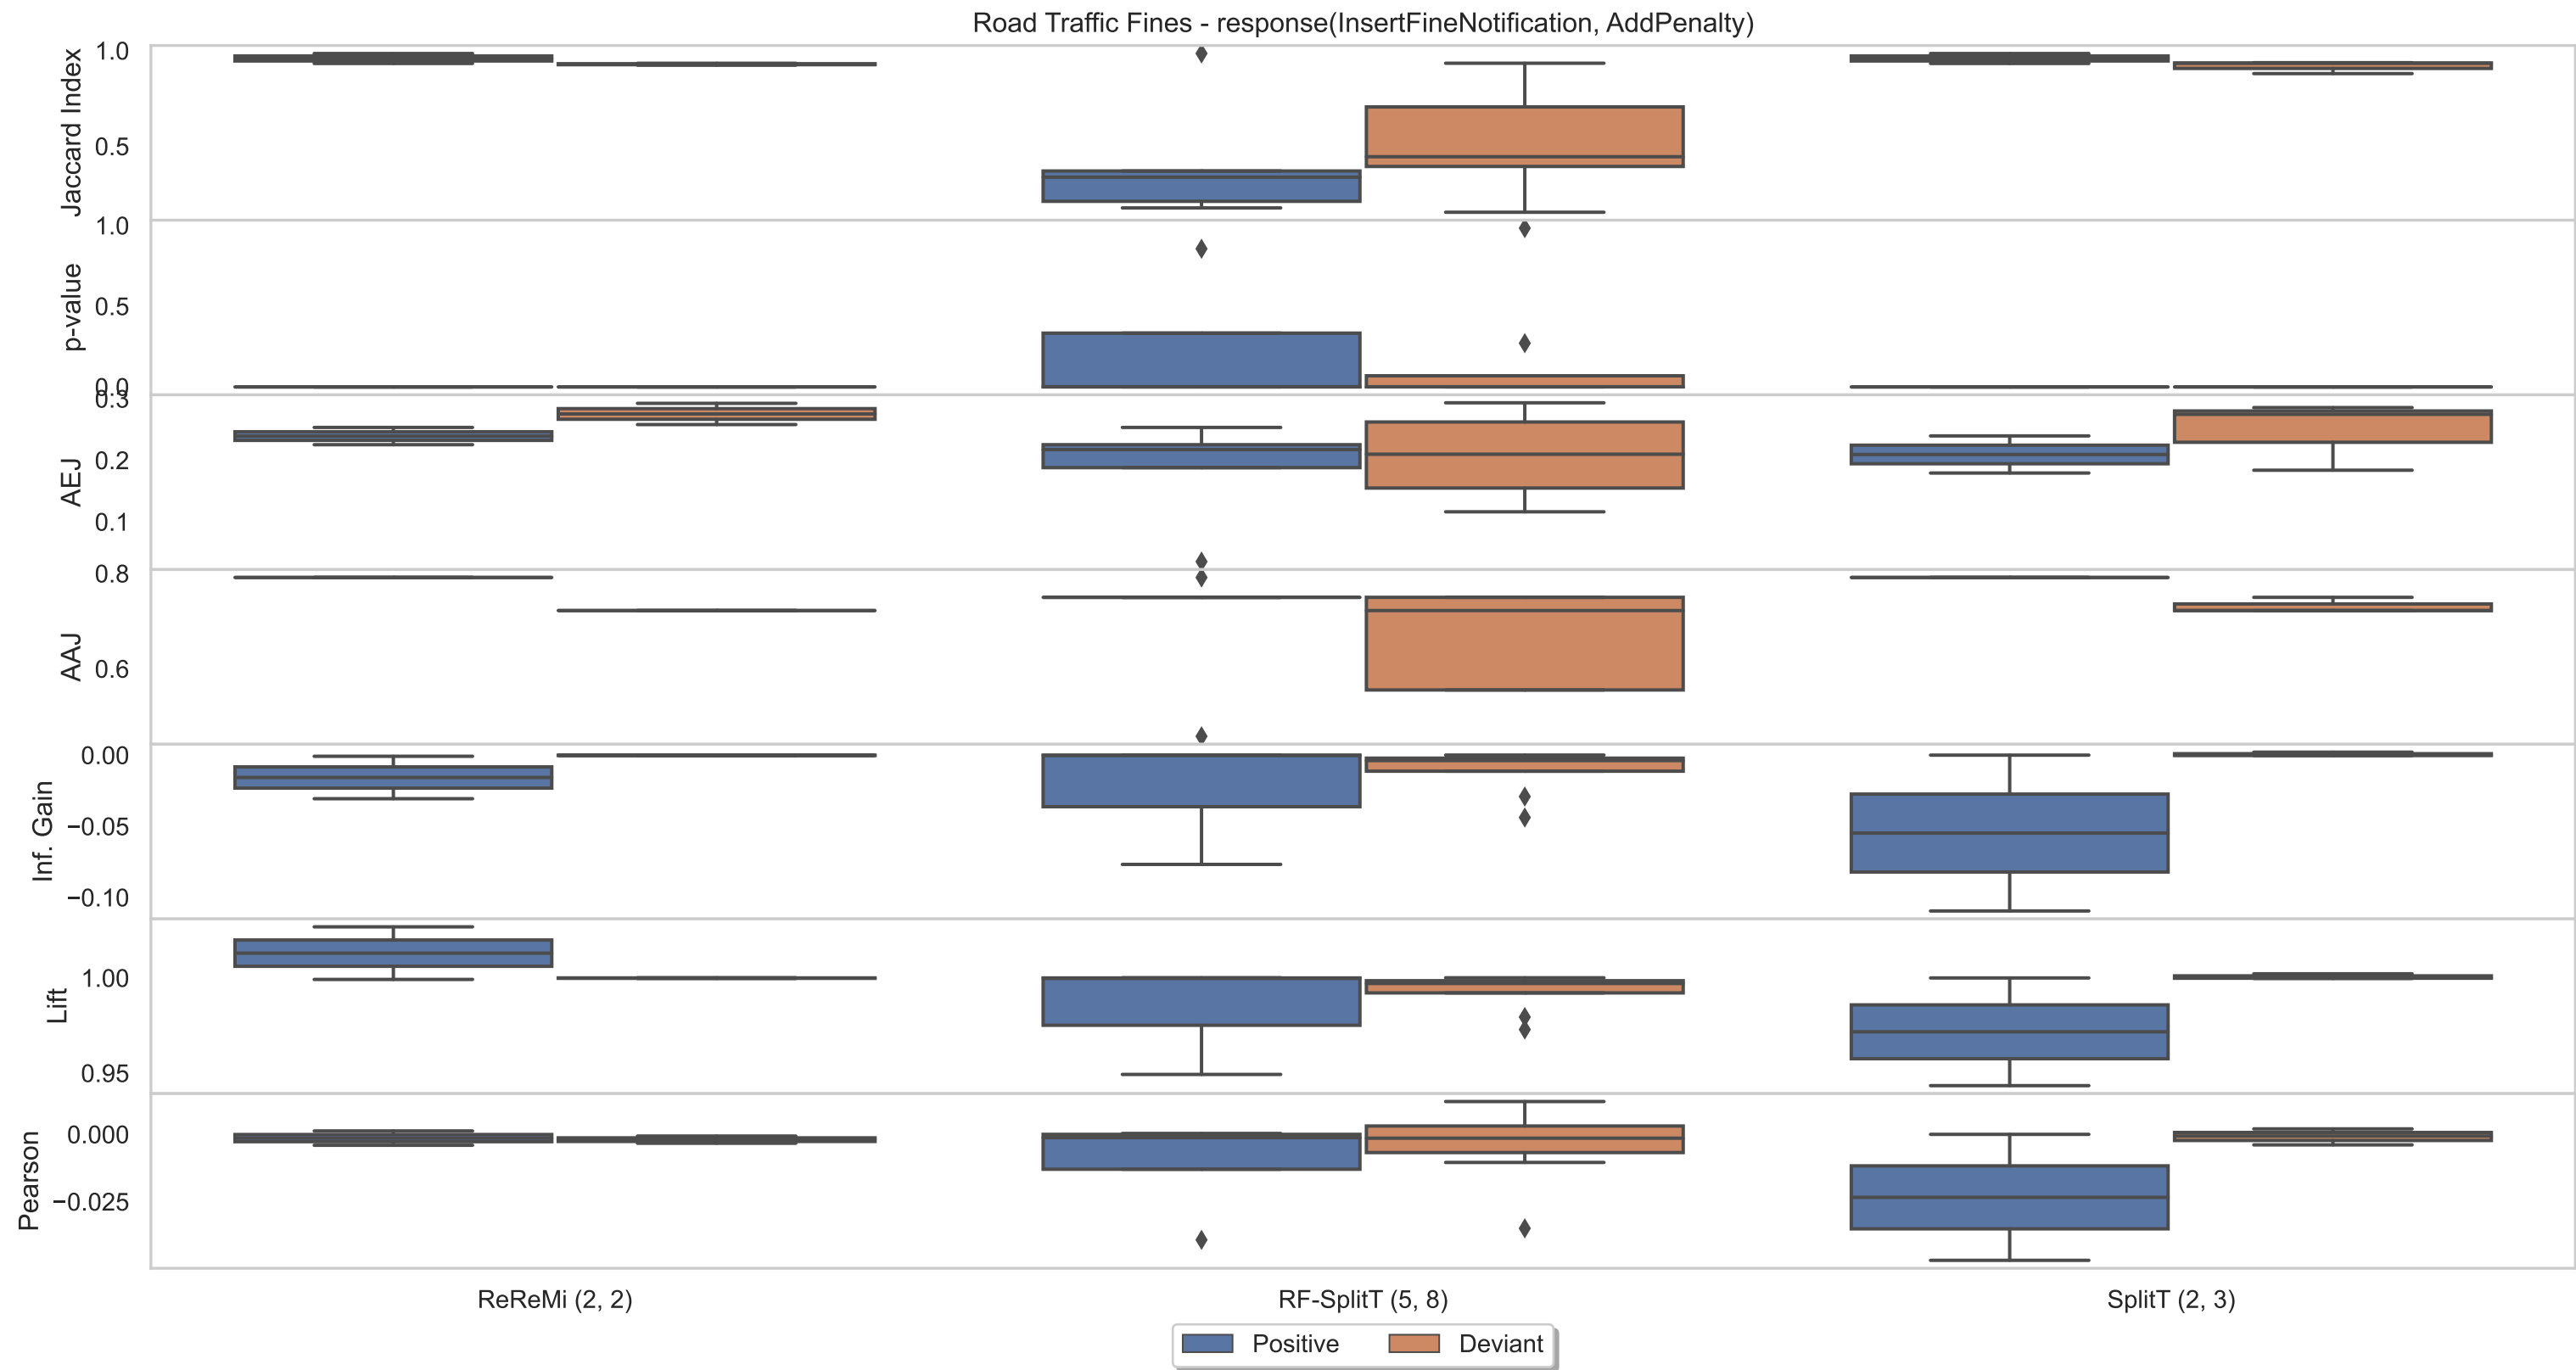 Road Traffic Fines - response(InsertFineNotification, AddPenalty)
Jaccard Index
1.0
0.5
p-value
1.0
0.5
0.0
AEJ
0.3
0.2
0.1
AAJ
0.8
0.6
Inf. Gain
0.00
−0.05
−0.10
Lift
1.00
0.95
Pearson
0.000
−0.025
ReReMi (2, 2)
RF-SplitT (5, 8)
SplitT (2, 3)
Positive
Deviant